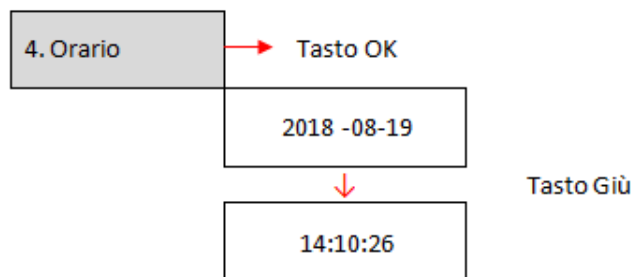 4. Orario
Tasto OK
2018 -08-19
Tasto Giù
14:10:26